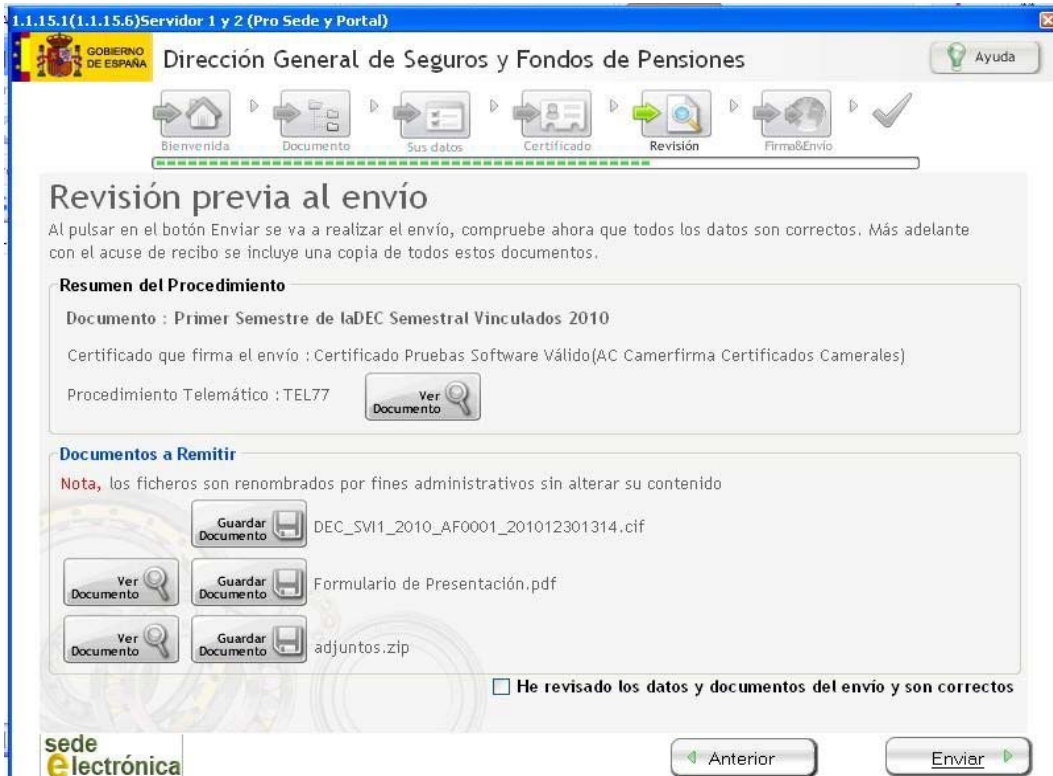 1.1.15.1(1.1.15.6)Servidor 1 y 2 (Pro Sede y Portal)
GOBIERNO
DE ESPAÑA
Dirección General de Seguros y Fondos de Pensiones
Ayuda
Bienvenida Documento Sus datos Certificado Revisión Firma&Envío
Revisión previa al envío
Al pulsar en el botón Enviar se va a realizar el envío, compruebe ahora que todos los datos son correctos. Más adelante
con el acuse de recibo se incluye una copia de todos estos documentos.
Resumen del Procedimiento
Documento : Primer Semestre de laDEC Semestral Vinculados 2010
Certificado que firma el envío : Certificado Pruebas Software Válido(AC Camerfirma Certificados Camerales)
Procedimiento Telemático : TEL77
Ver
Documento
Documentos a Remitir
Nota, los ficheros son renombrados por fines administrativos sin alterar su contenido
Guardar
Documento
DEC_SVI1_2010_AF0001_201012301314.cif
Ver
Documento
Guardar
Documento
Formulario de Presentación.pdf
Ver
Documento
Guardar
Documento
adjuntos.zip
He revisado los datos y documentos del envío y son correctos
sede
electrónica
Anterior
Enviar